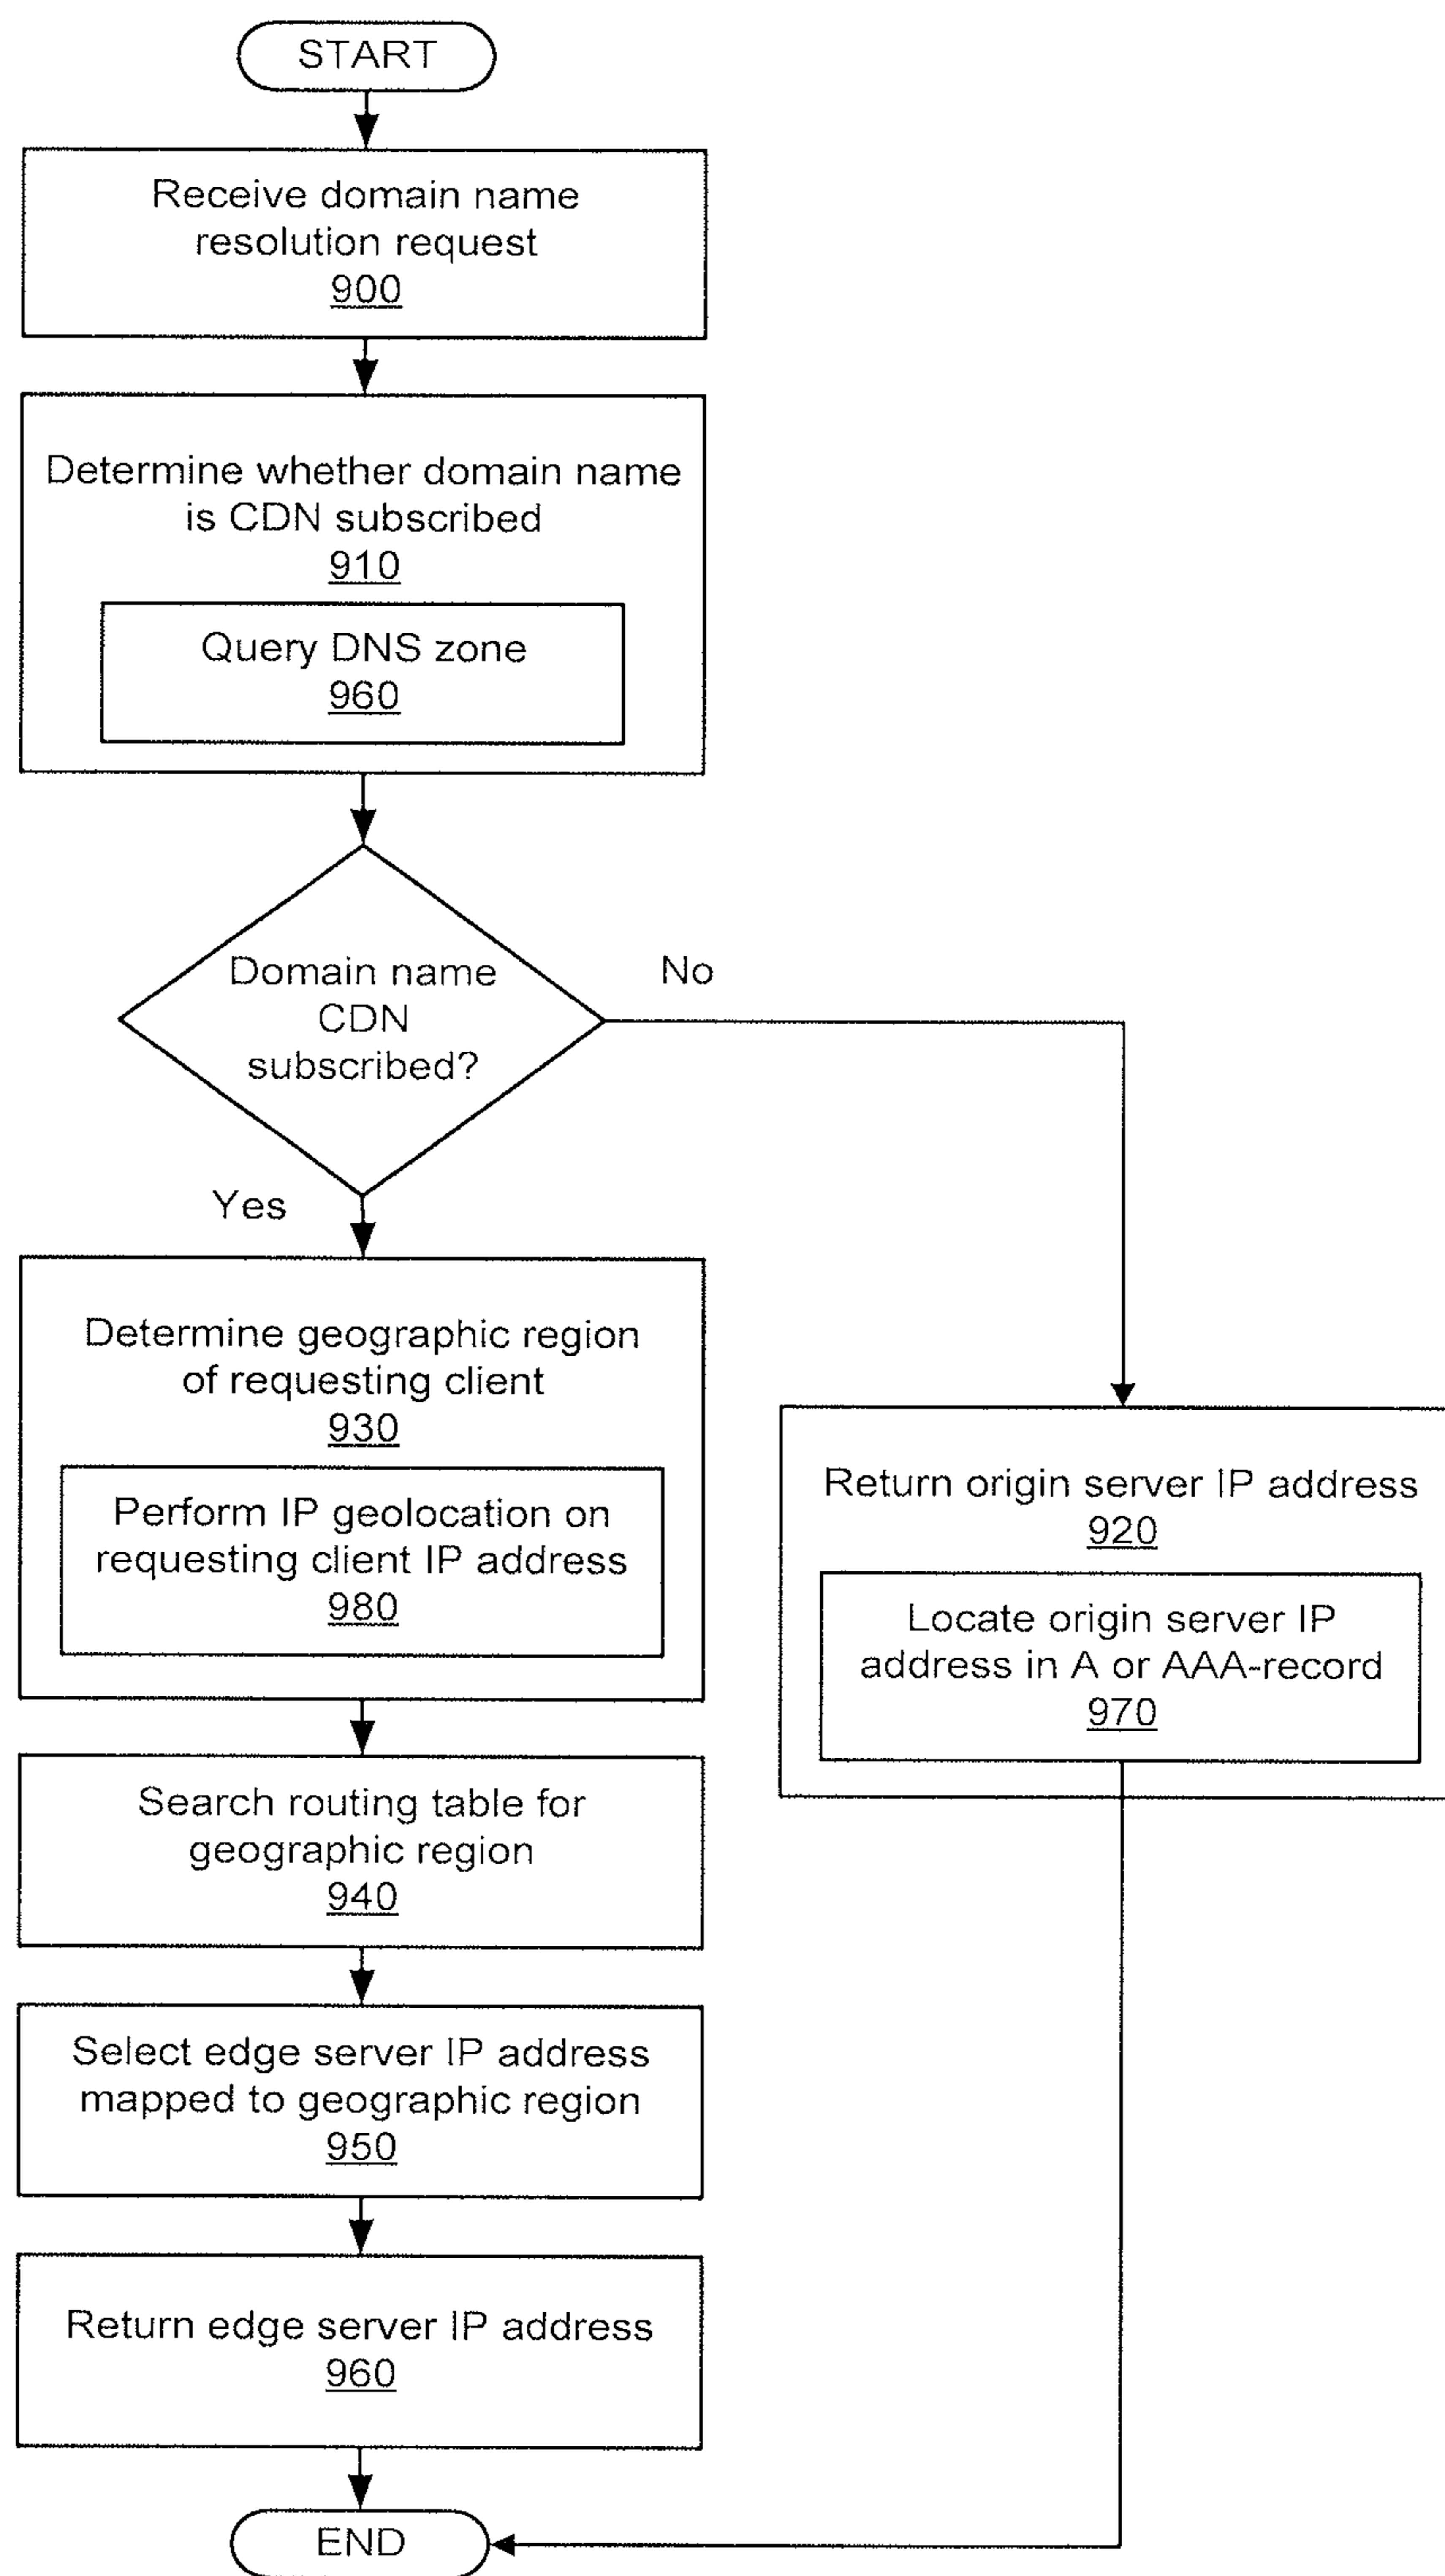 START
Receive domain name
resolution request
900
Determine whether domain name
is CDN subscribed
910
Query DNS zone
960
Domain name
CDN
subscribed?
No
Yes
Determine geographic region
of requesting client
930
Perform IP geolocation on
requesting client IP address
980
Return origin server IP address
920
Locate origin server IP
address in A or AAA-record
970
Search routing table for
geographic region
940
Select edge server IP address
mapped to geographic region
950
Return edge server IP address
960
END